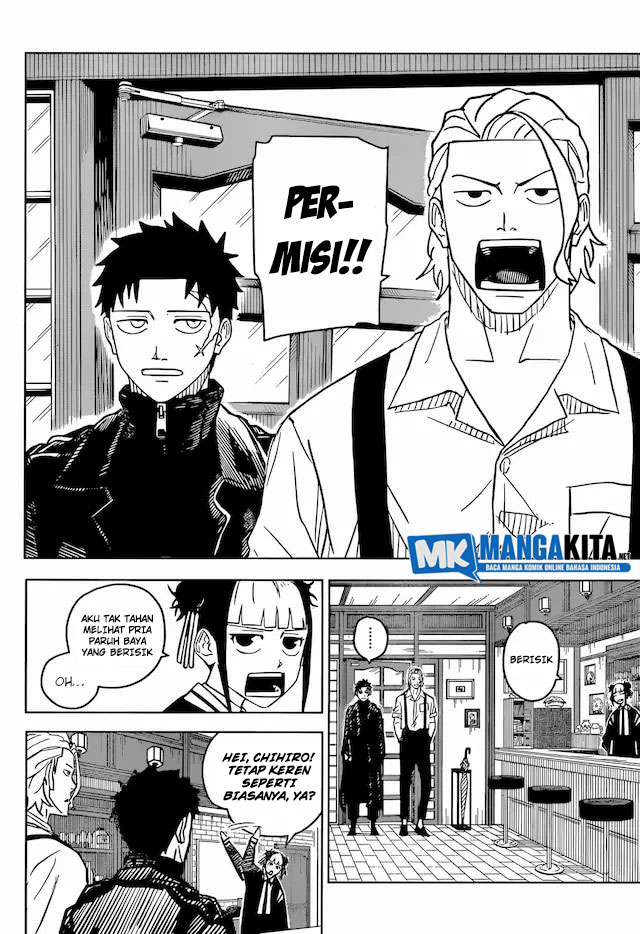 PER-
MISI!!
MK MANGAKITA.NET
BACA MANGA KOMIK ONLINE BAHASA INDONESIA
......
BERISIK
AKU TAK TAHAN
MELIHAT PRIA
PARUH BAYA
YANG BERISIK
OH...
HEI, CHIHIRO!
TETAP KEREN
SEPERTI
BIASANYA, YA?